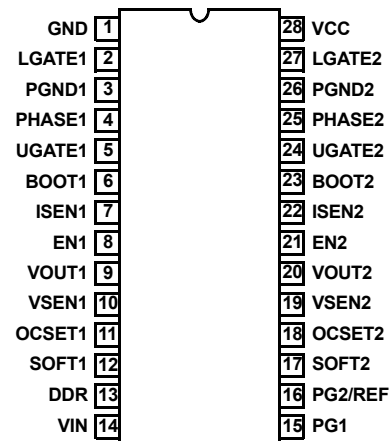 GND 1 28 VCC
LGATE1 2 27 LGATE2
PGND1 3 26 PGND2
PHASE1 4 25 PHASE2
UGATE1 5 24 UGATE2
BOOT1 6 23 BOOT2
ISEN1 7 22 ISEN2
EN1 8 21 EN2
VOUT1 9 20 VOUT2
VSEN1 10 19 VSEN2
OCSET1 11 18 OCSET2
SOFT1 12 17 SOFT2
DDR 13 16 PG2/REF
VIN 14 15 PG1